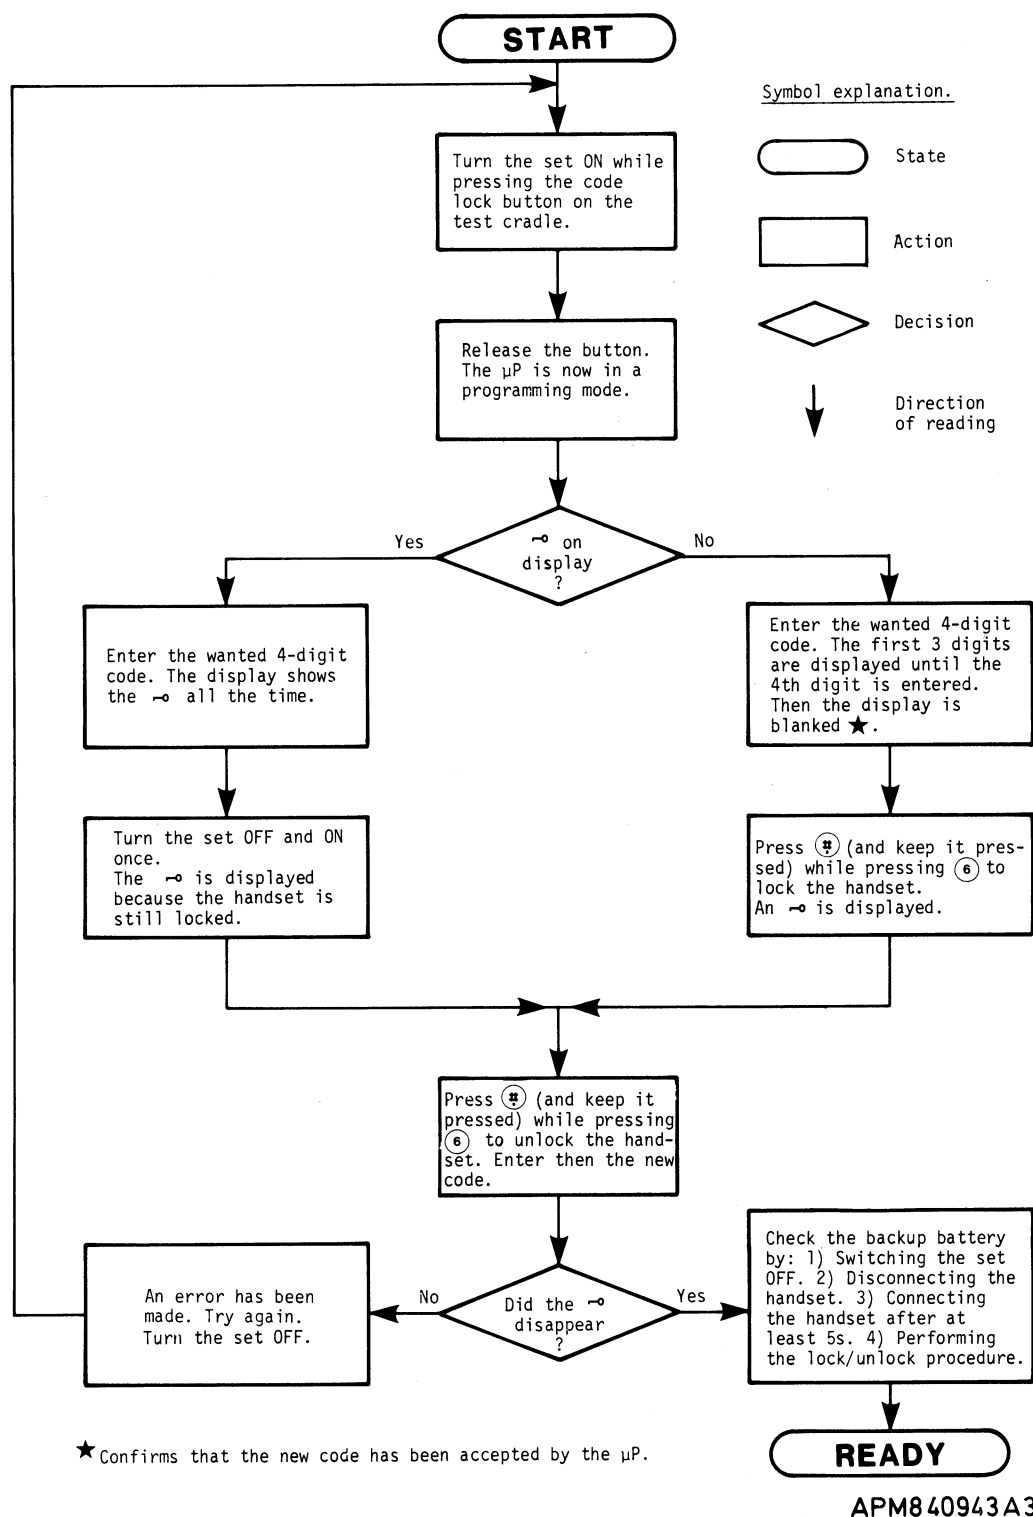 START
Symbol explanation.
State
Action
Decision
Direction
of reading
Turn the set ON while
pressing the code
lock button on the
test cradle.
Release the button.
The µP is now in a
programming mode.
on
display
?
Yes
No
Enter the wanted 4-digit
code. The display shows
the all the time.
Enter the wanted 4-digit
code. The first 3 digits
are displayed until the
4th digit is entered.
Then the display is
blanked ★.
Turn the set OFF and ON
once.
The is displayed
because the handset is
still locked.
Press # (and keep it pres-
sed) while pressing 6 to
lock the handset.
An is displayed.
Press # (and keep it
pressed) while pressing
6 to unlock the hand-
set. Enter then the new
code.
Did the
disappear
?
No
Yes
An error has been
made. Try again.
Turn the set OFF.
Check the backup battery
by: 1) Switching the set
OFF. 2) Disconnecting the
handset. 3) Connecting
the handset after at
least 5s. 4) Performing
the lock/unlock procedure.
READY
★ Confirms that the new code has been accepted by the µP.
APM840943A3